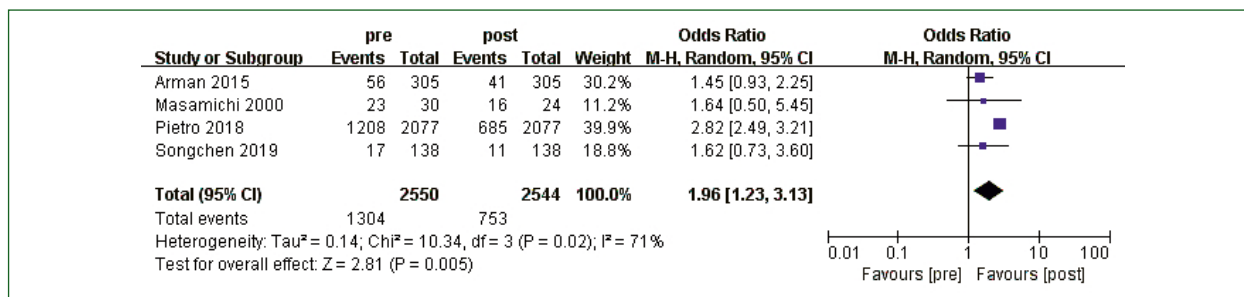 pre post Odds Ratio Odds Ratio
Study or Subgroup Events Total Events Total Weight M-H, Random, 95% CI M-H, Random, 95% CI
Arman 2015 56 305 41 305 30.2% 1.45 [0.93, 2.25]
Masamichi 2000 23 30 16 24 11.2% 1.64 [0.50, 5.45]
Pietro 2018 1208 2077 685 2077 39.9% 2.82 [2.49, 3.21]
Songchen 2019 17 138 11 138 18.8% 1.62 [0.73, 3.60]
Total (95% CI) 2550 2544 100.0% 1.96 [1.23, 3.13]
Total events 1304 753
Heterogeneity: Tau² = 0.14; Chi² = 10.34, df = 3 (P = 0.02); I² = 71%
Test for overall effect: Z = 2.81 (P = 0.005)
0.01 0.1 1 10 100
Favours [pre] Favours [post]